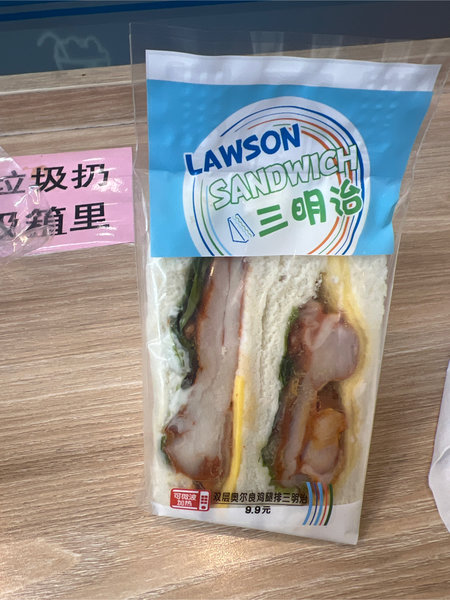 LAWSON
SANDWICH
三明治
垃圾扔
圾箱里
可微波
加热
双层奥尔良鸡腿排三明治
9.9元